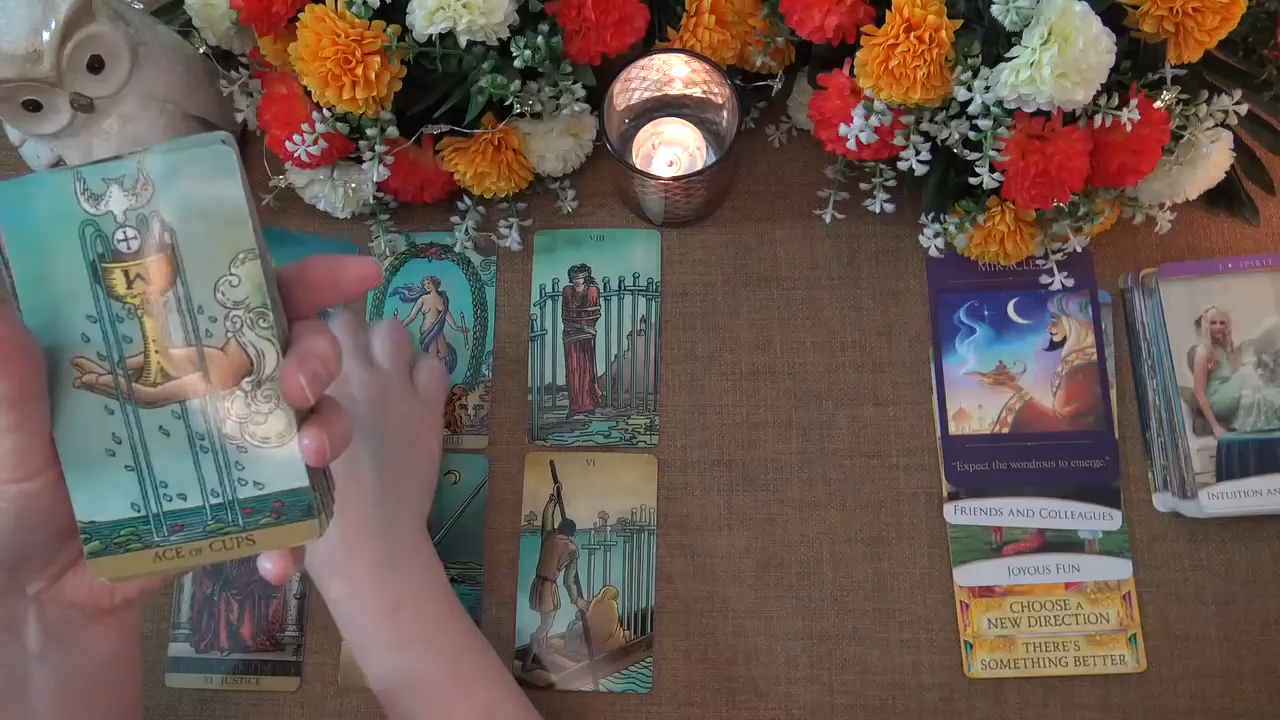 ACE OF CUPS
VIII
VI
XI JUSTICE
MIRACLES
"Expect the wondrous to emerge."
FRIENDS AND COLLEAGUES
JOYOUS FUN
CHOOSE A
NEW DIRECTION
THERE'S
SOMETHING BETTER
1 • SPIRIT
INTUITION AN